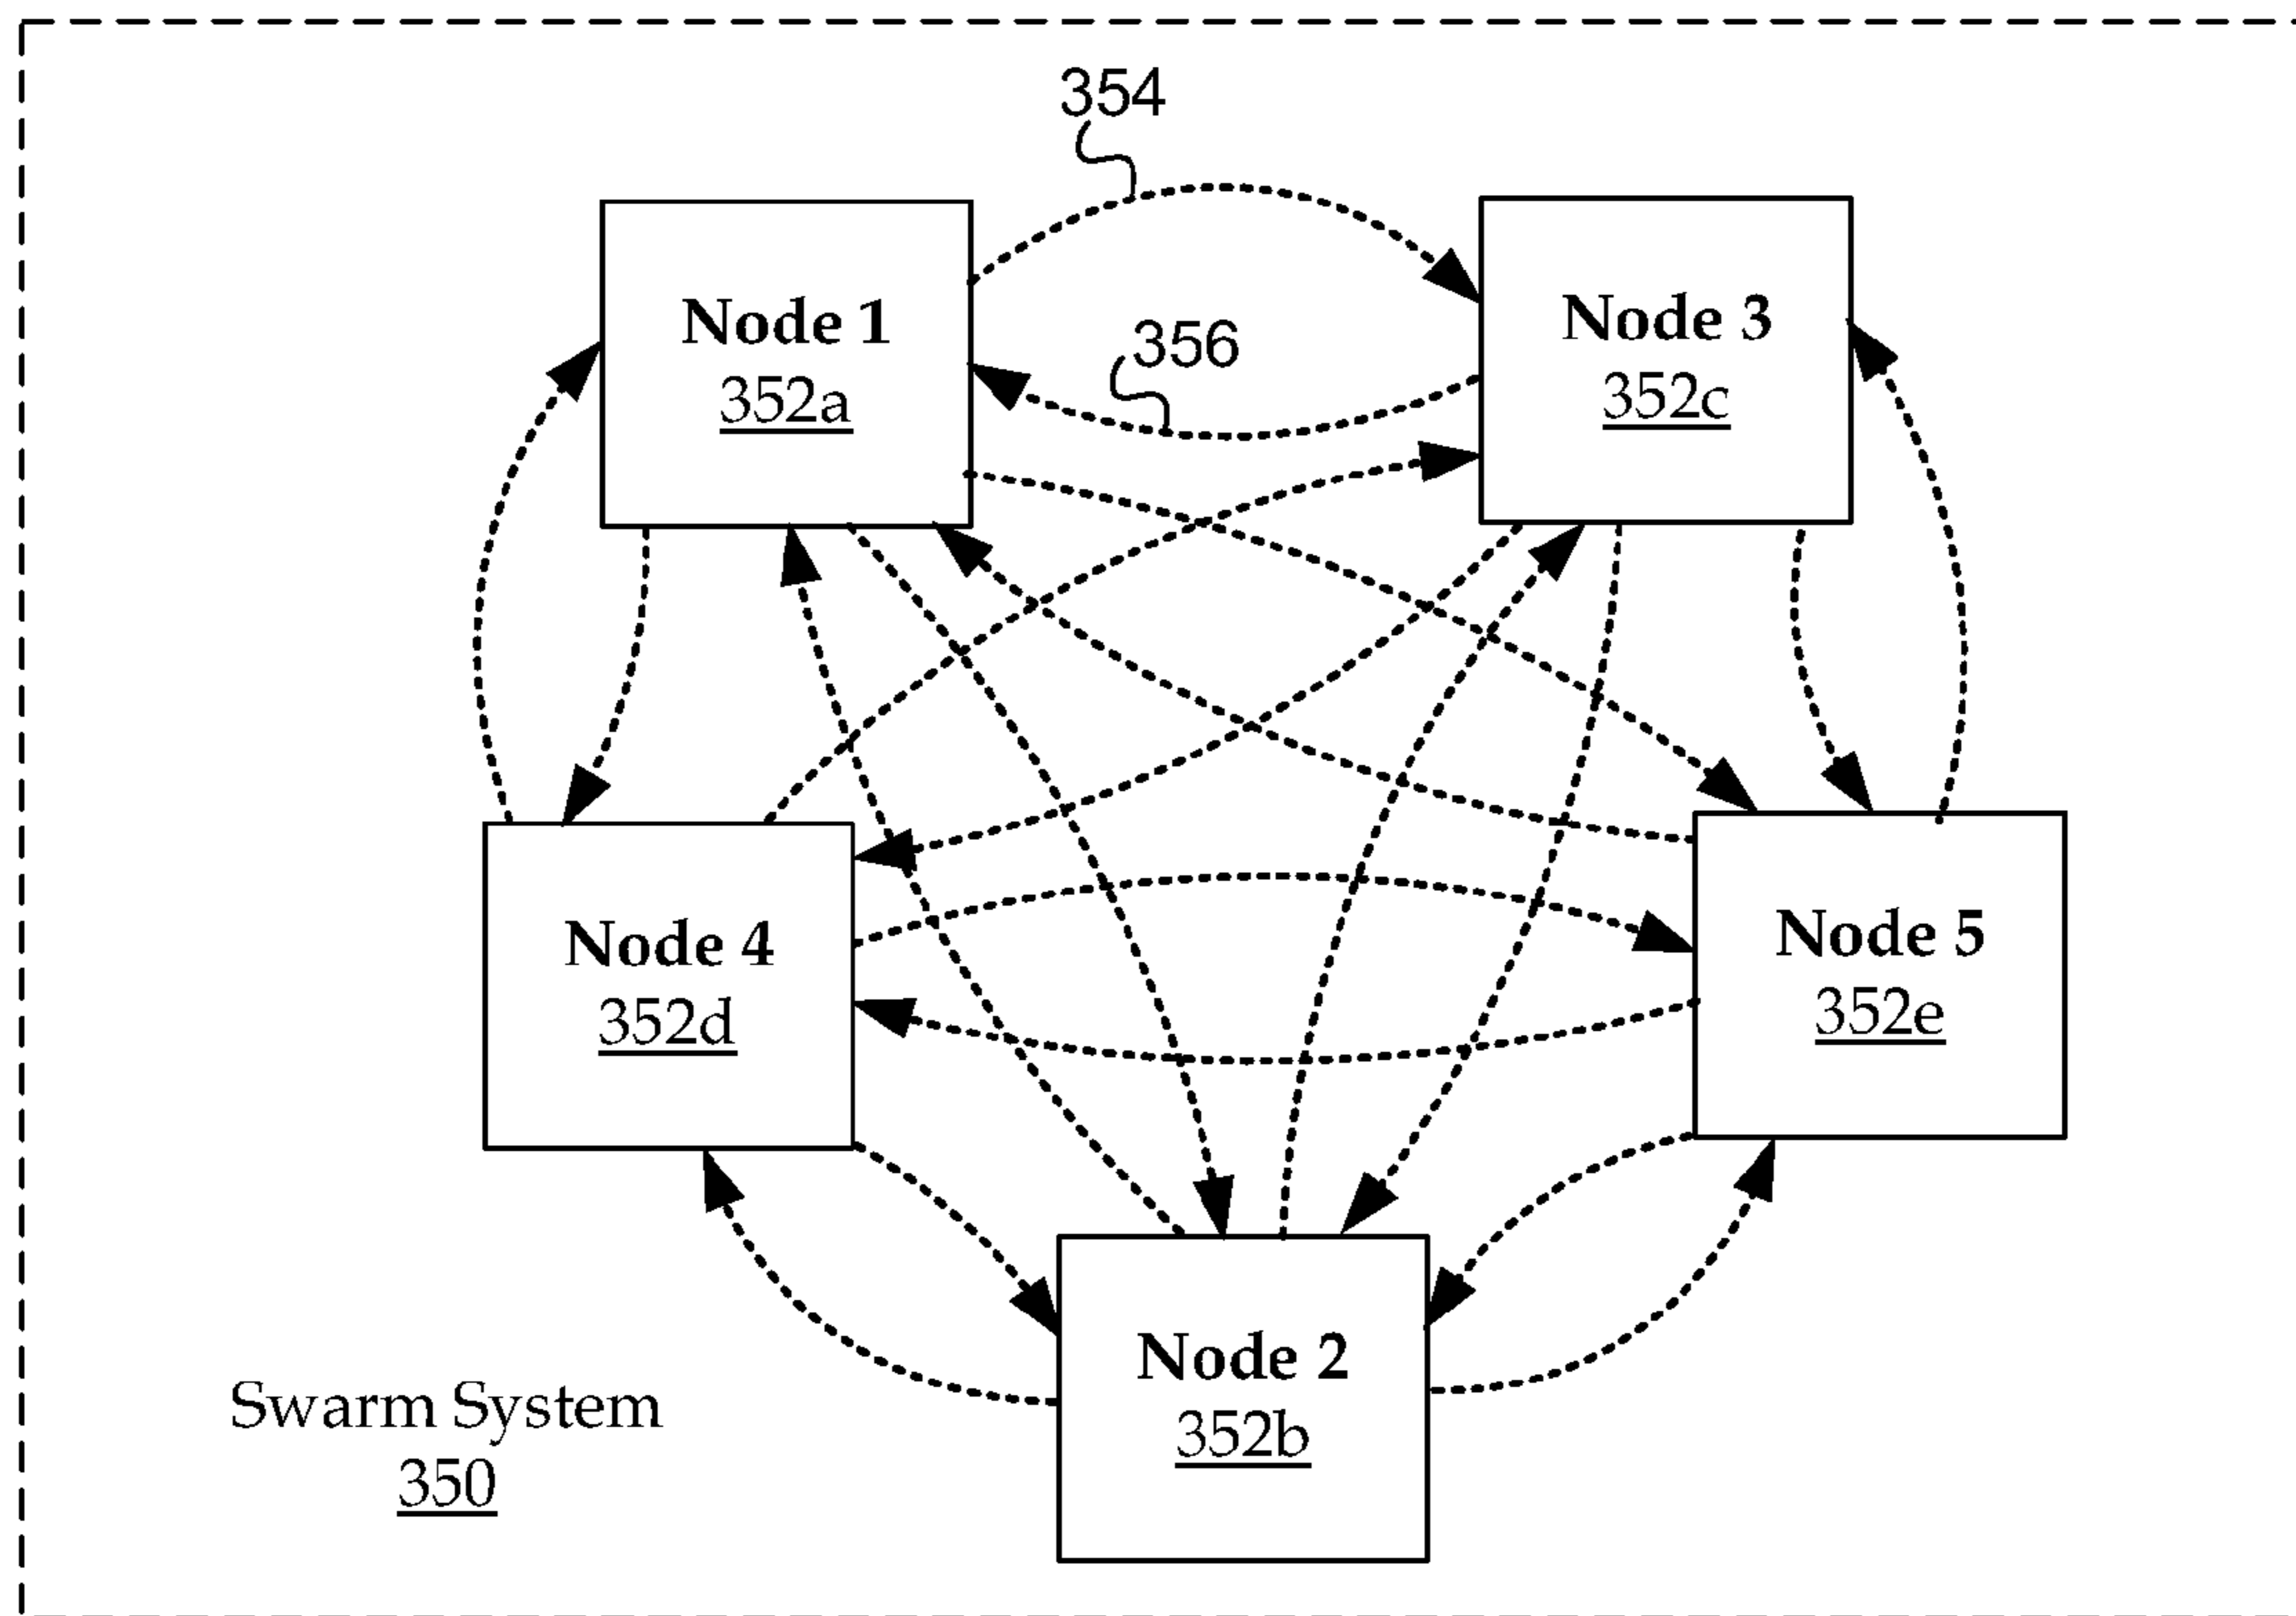 354
Node 1
352a
356
Node 3
352c
Node 4
352d
Node 5
352e
Node 2
352b
Swarm System
350